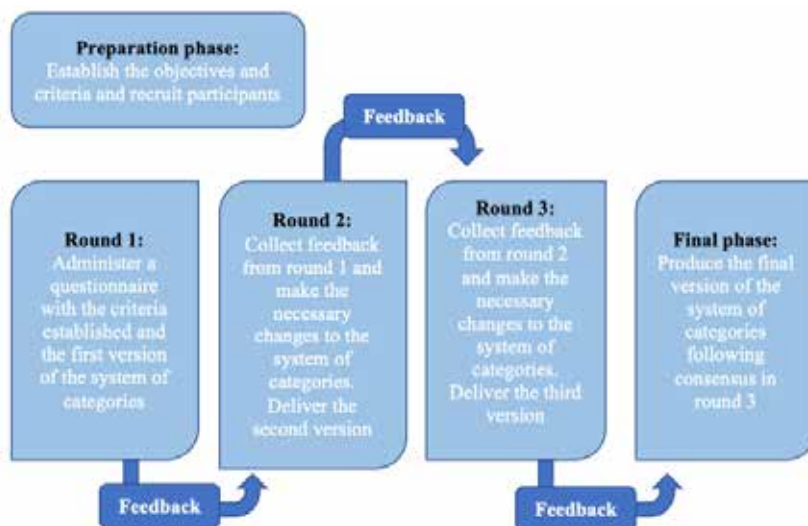 Preparation phase:
Establish the objectives and
criteria and recruit participants
Feedback
Round 1:
Administer a
questionnaire
with the criteria
established and
the first version
of the system of
categories
Round 2:
Collect feedback
from round 1 and
make the
necessary
changes to the
system of
categories.
Deliver the
second version
Round 3:
Collect feedback
from round 2
and make the
necessary
changes to the
system of
categories.
Deliver the third
version
Final phase:
Produce the final
version of the
system of
categories
following
consensus in
round 3
Feedback
Feedback